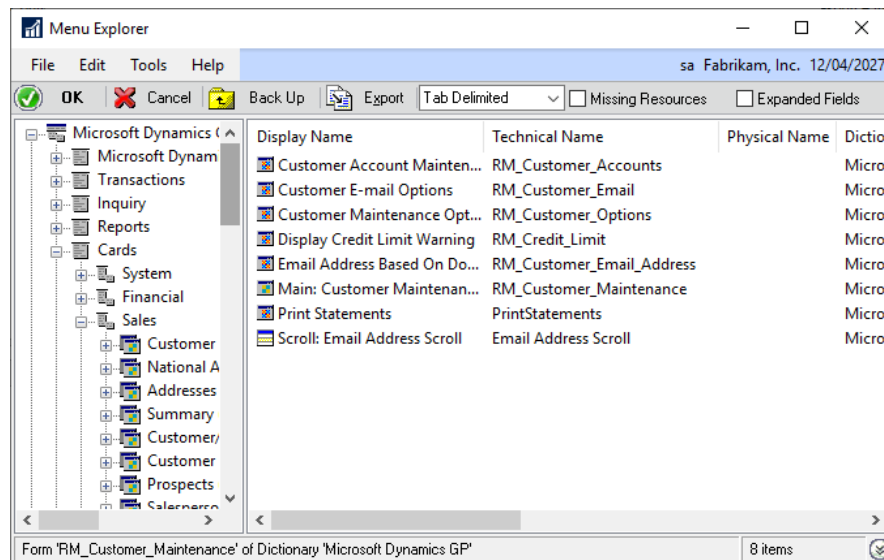 Menu Explorer
File Edit Tools Help
sa Fabrikam, Inc. 12/04/2027
OK Cancel Back Up Export Tab Delimited Missing Resources Expanded Fields
Microsoft Dynamics (
Microsoft Dynam
Transactions
Inquiry
Reports
Cards
System
Financial
Sales
Customer
National A
Addresses
Summary
Customer/
Customer
Prospects
Salesperso
Display Name Technical Name Physical Name Dictio
Customer Account Mainten... RM_Customer_Accounts Micro
Customer E-mail Options RM_Customer_Email Micro
Customer Maintenance Opt... RM_Customer_Options Micro
Display Credit Limit Warning RM_Credit_Limit Micro
Email Address Based On Do... RM_Customer_Email_Address Micro
Main: Customer Maintenan... RM_Customer_Maintenance Micro
Print Statements PrintStatements Micro
Scroll: Email Address Scroll Email Address Scroll Micro
Form 'RM_Customer_Maintenance' of Dictionary 'Microsoft Dynamics GP' 8 items